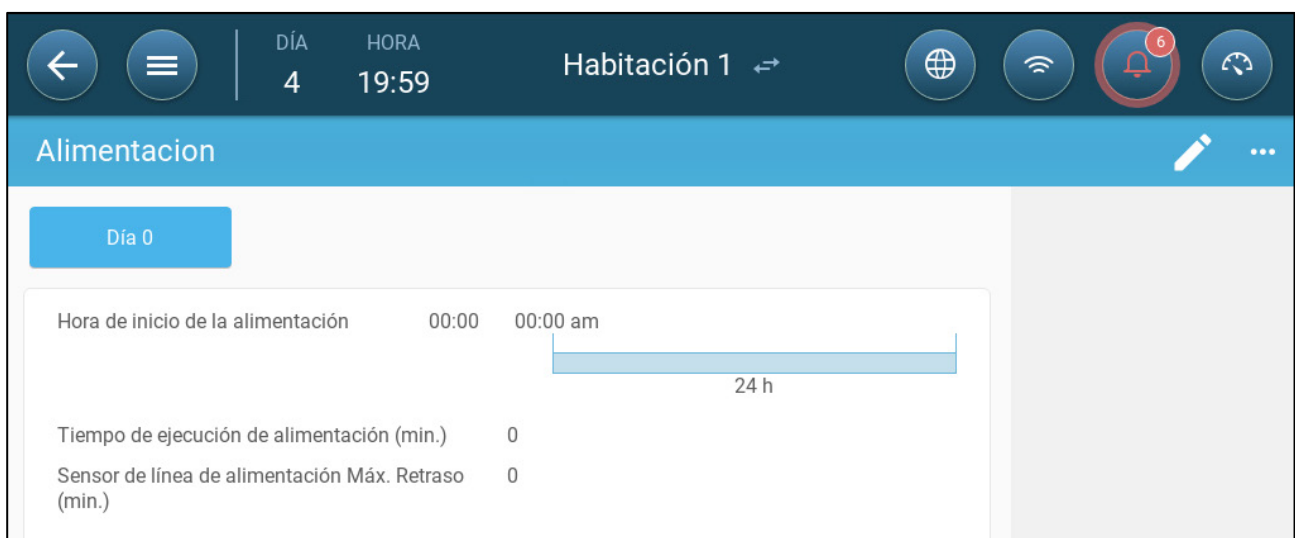 DÍA HORA
4 19:59 Habitación 1
6
Alimentacion
Día 0
Hora de inicio de la alimentación 00:00 00:00 am
24 h
Tiempo de ejecución de alimentación (min.) 0
Sensor de línea de alimentación Máx. Retraso 0
(min.)